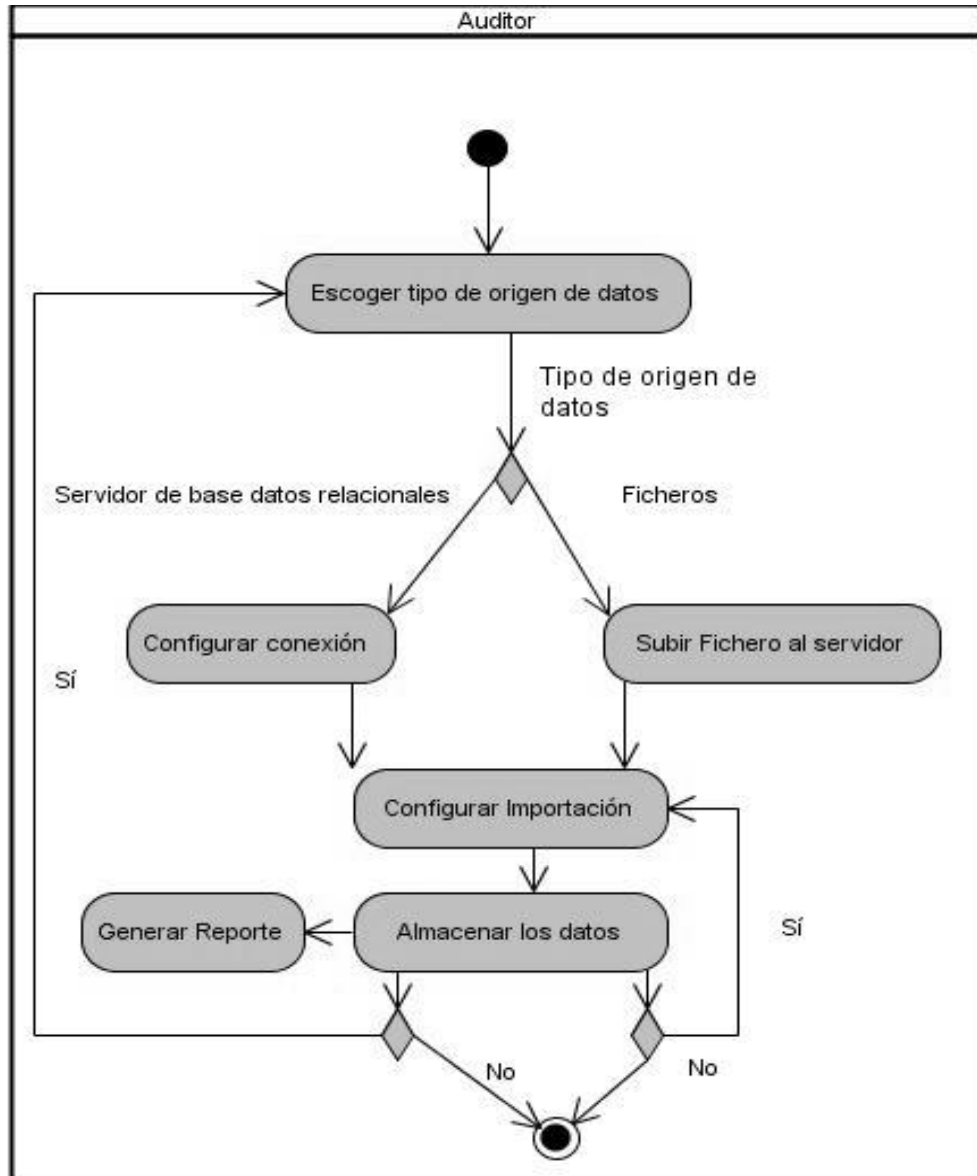 Auditor
Escoger tipo de origen de datos
Tipo de origen de
datos
Servidor de base datos relacionales
Ficheros
Configurar conexión
Subir Fichero al servidor
Sí
Configurar Importación
Generar Reporte
Almacenar los datos
Sí
No
No